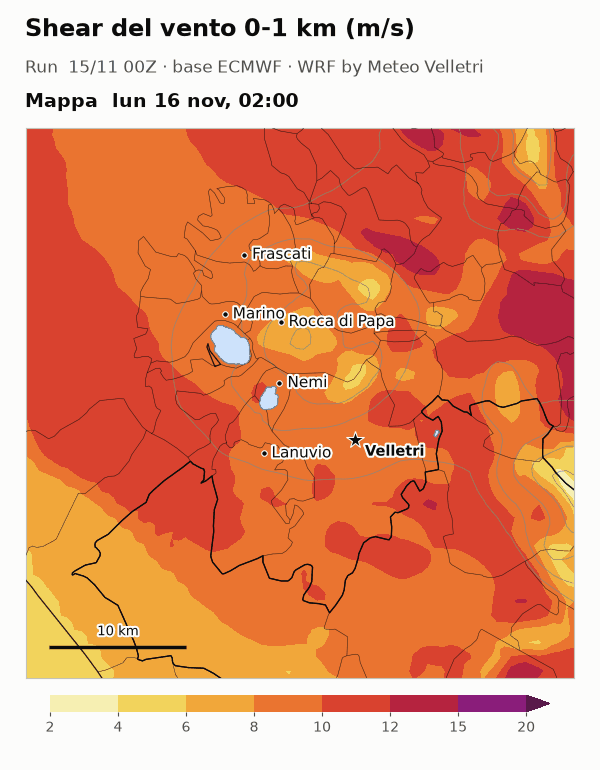 Shear del vento 0-1 km (m/s)
Run  15/11 00Z · base ECMWF · WRF by Meteo Velletri
Mappa  lun 16 nov, 02:00
Frascati
Marino
Rocca di Papa
Nemi
Velletri
Lanuvio
10 km
2 4 6 8 10 12 15 20